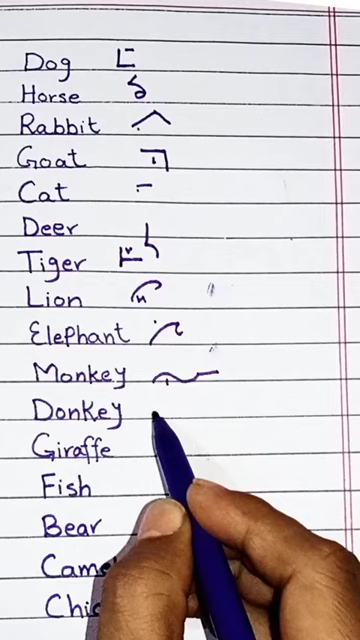 Dog
Horse
Rabbit
Goat
Cat
Deer
Tiger
Lion
Elephant
Monkey
Donkey
Giraffe
Fish
Bear